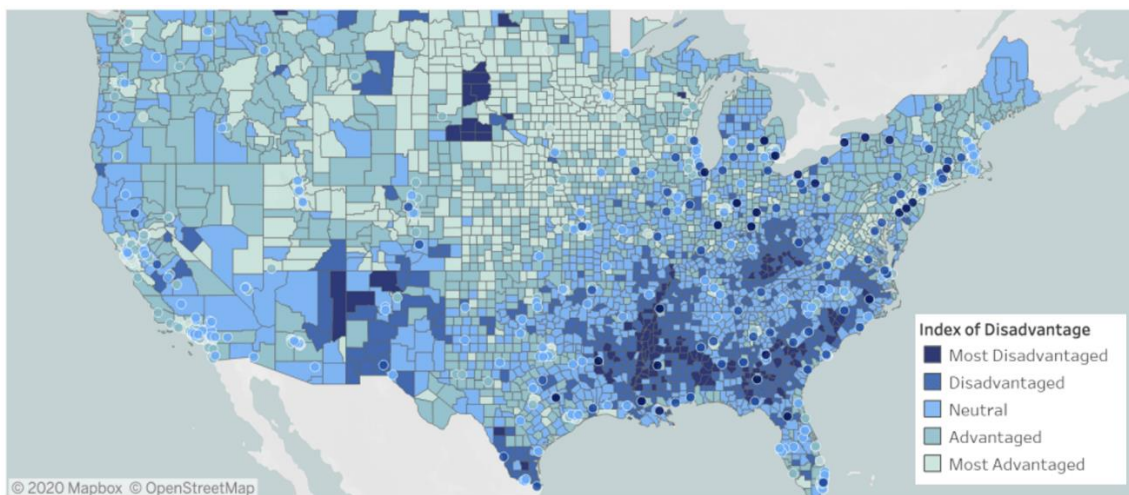 Index of Disadvantage
Most Disadvantaged
Disadvantaged
Neutral
Advantaged
Most Advantaged
© 2020 Mapbox © OpenStreetMap